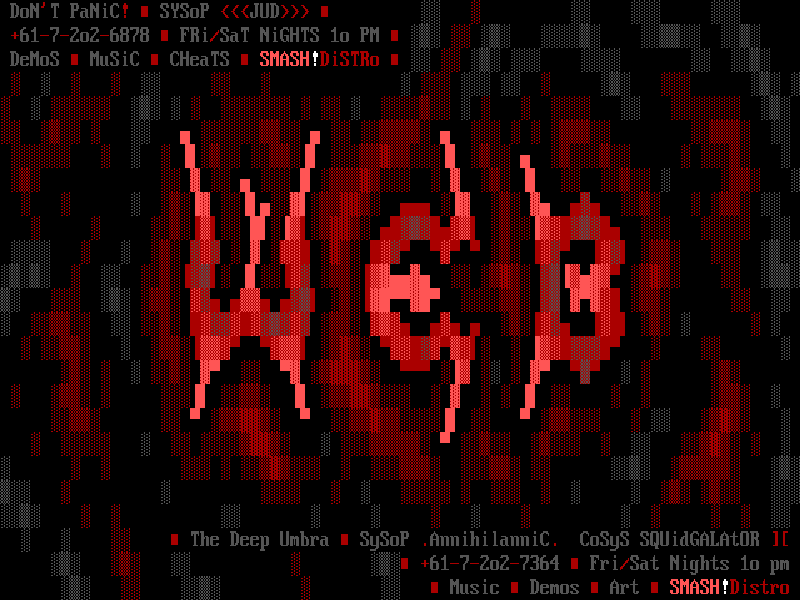 DoN'T PaNiC! ▪ SYSoP <<<JUD>>> ▪
+61-7-2o2-6878 ▪ FRi/SaT NiGHTS 1o PM ▪
DeMoS ▪ MuSiC ▪ CHeaTS ▪ SMASH!DiSTRo ▪
WCD
▪ The Deep Umbra ▪ SySoP .AnnihilanniC. CoSyS SQUidGALAtOR ][
▪ +61-7-2o2-7364 ▪ Fri/Sat Nights 1o pm
▪ Music ▪ Demos ▪ Art ▪ SMASH!Distro